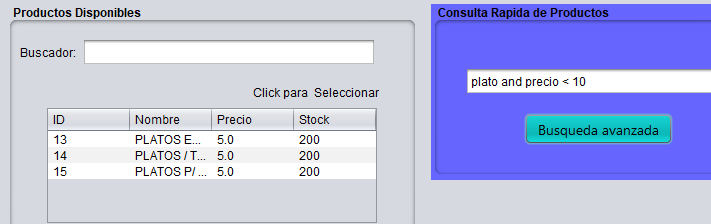 Productos Disponibles
Buscador:
Click para Seleccionar
ID Nombre Precio Stock
13 PLATOS E... 5.0 200
14 PLATOS / T... 5.0 200
15 PLATOS P/ ... 5.0 200
Consulta Rapida de Productos
plato and precio < 10
Busqueda avanzada